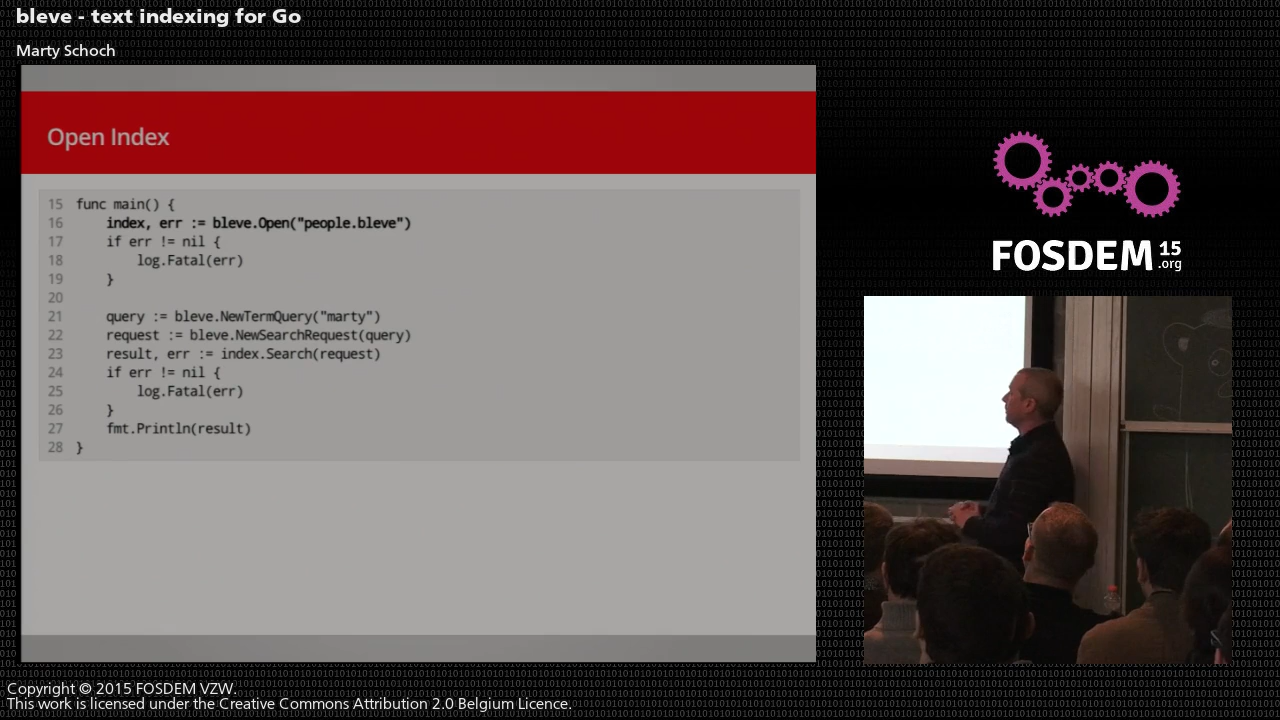 bleve - text indexing for Go
Marty Schoch
Open Index
15 func main() {
16 index, err := bleve.Open("people.bleve")
17 if err != nil {
18 log.Fatal(err)
19 }
20
21 query := bleve.NewTermQuery("marty")
22 request := bleve.NewSearchRequest(query)
23 result, err := index.Search(request)
24 if err != nil {
25 log.Fatal(err)
26 }
27 fmt.Println(result)
28 }
FOSDEM 15
.org
Copyright © 2015 FOSDEM VZW.
This work is licensed under the Creative Commons Attribution 2.0 Belgium Licence.